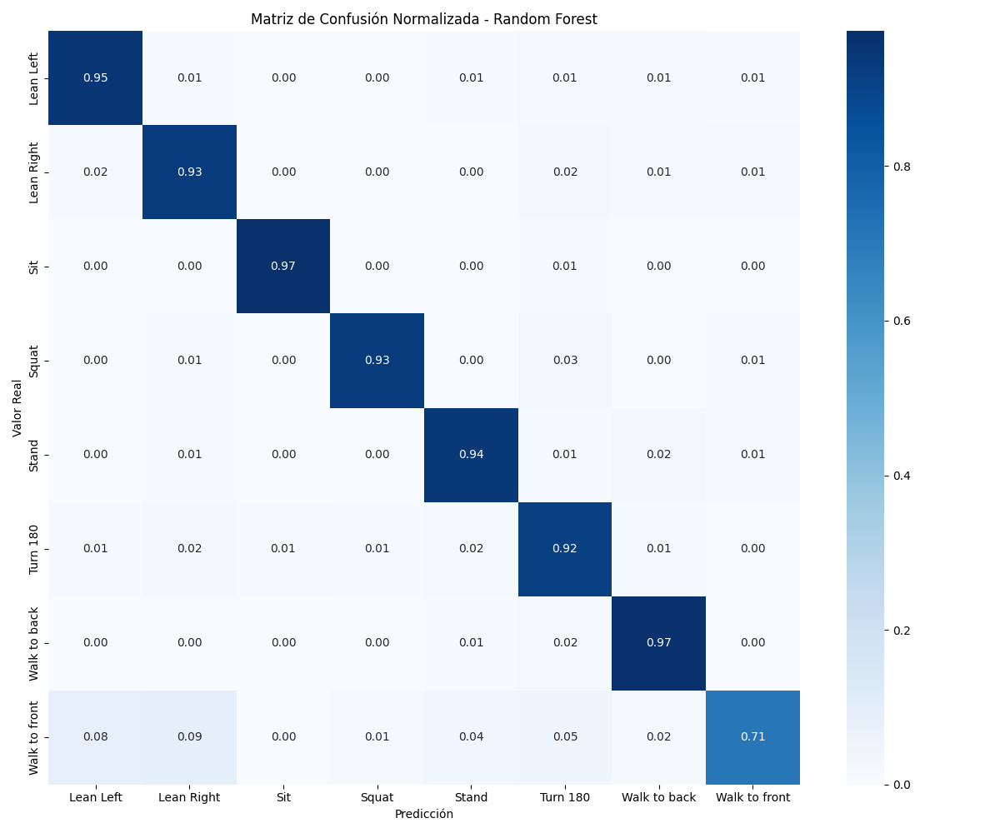 Matriz de Confusión Normalizada - Random Forest
Valor Real
Lean Left 0.95 0.01 0.00 0.00 0.01 0.01 0.01 0.01
Lean Right 0.02 0.93 0.00 0.00 0.00 0.02 0.01 0.01
Sit 0.00 0.00 0.97 0.00 0.00 0.01 0.00 0.00
Squat 0.00 0.01 0.00 0.93 0.00 0.03 0.00 0.01
Stand 0.00 0.01 0.00 0.00 0.94 0.01 0.02 0.01
Turn 180 0.01 0.02 0.01 0.01 0.02 0.92 0.01 0.00
Walk to back 0.00 0.00 0.00 0.00 0.01 0.02 0.97 0.00
Walk to front 0.08 0.09 0.00 0.01 0.04 0.05 0.02 0.71
Lean Left Lean Right Sit Squat Stand Turn 180 Walk to back Walk to front
Predicción
0.8
0.6
0.4
0.2
0.0